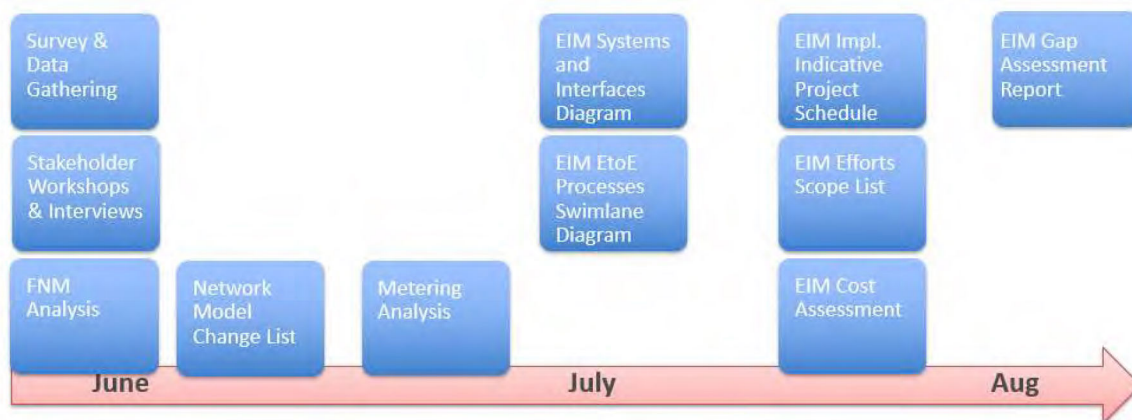 Survey &
Data
Gathering
EIM Systems
and
Interfaces
Diagram
EIM Impl.
Indicative
Project
Schedule
EIM Gap
Assessment
Report
Stakeholder
Workshops
& Interviews
EIM EtoE
Processes
Swimlane
Diagram
EIM Efforts
Scope List
FNM
Analysis
Network
Model
Change List
Metering
Analysis
EIM Cost
Assessment
June
July
Aug